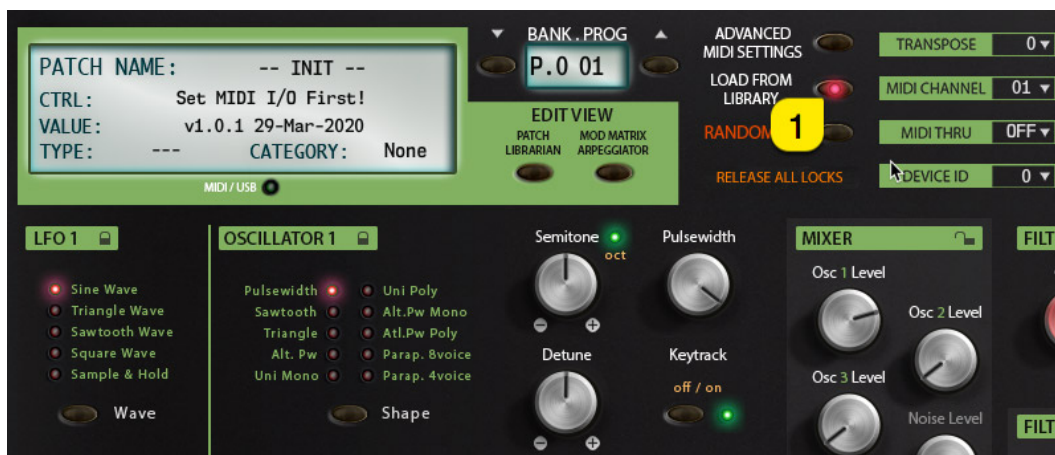 PATCH NAME: -- INIT --
CTRL: Set MIDI I/O First!
VALUE: v1.0.1 29-Mar-2020
TYPE: --- CATEGORY: None
MIDI / USB
BANK . PROG
P.0 01
EDIT VIEW
PATCH LIBRARIAN
MOD MATRIX ARPEGGIATOR
ADVANCED
MIDI SETTINGS
LOAD FROM
LIBRARY
1
RELEASE ALL LOCKS
TRANSPOSE 0
MIDI CHANNEL 01
MIDI THRU OFF
DEVICE ID 0
LFO 1
Sine Wave
Triangle Wave
Sawtooth Wave
Square Wave
Sample & Hold
Wave
OSCILLATOR 1
Pulsewidth
Sawtooth
Triangle
Alt. Pw
Uni Mono
Uni Poly
Alt.Pw Mono
Atl.Pw Poly
Parap. 8voice
Parap. 4voice
Shape
Semitone
oct
Pulsewidth
Detune
Keytrack
off / on
MIXER
Osc 1 Level
Osc 2 Level
Osc 3 Level
Noise Level
FILT
FILT